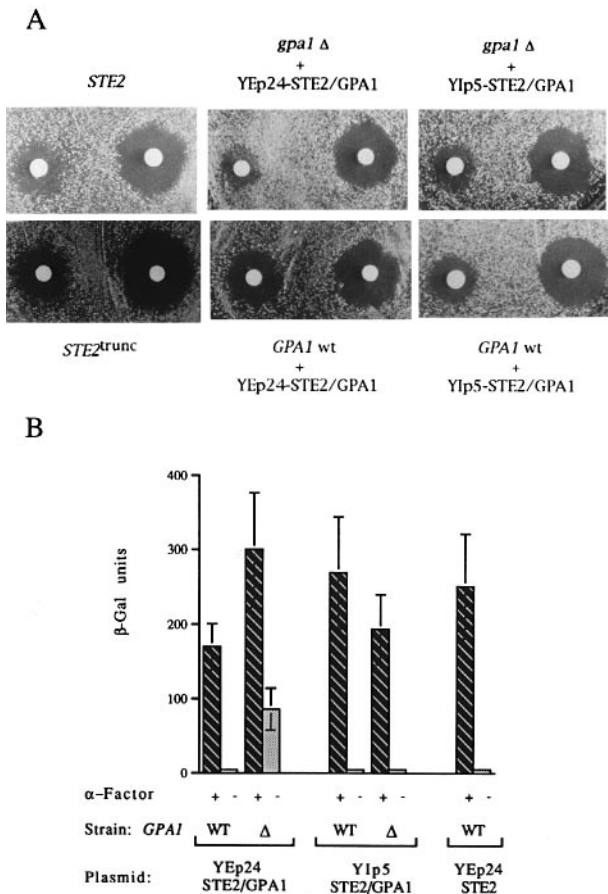 A
STE2
gpa1 Δ
+
YEp24-STE2/GPA1
gpa1 Δ
+
YIp5-STE2/GPA1
STE2trunc
GPA1 wt
+
YEp24-STE2/GPA1
GPA1 wt
+
YIp5-STE2/GPA1
B
β-Gal units
400
300
200
100
0
α-Factor + - + - + - + - + -
Strain: GPA1 WT Δ WT Δ WT
Plasmid: YEp24 STE2/GPA1 YIp5 STE2/GPA1 YEp24 STE2